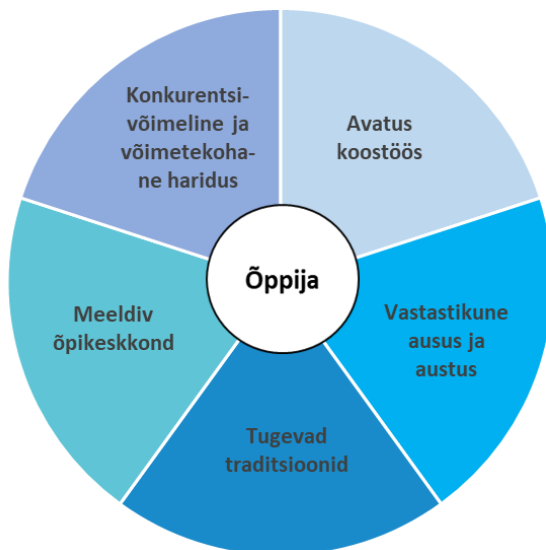 Konkurentsi-
võimeline ja
võimetekoha-
ne haridus
Avatus
koostöös
Õppija
Meeldiv
õpikeskkond
Vastastikune
ausus ja
austus
Tugevad
traditsioonid